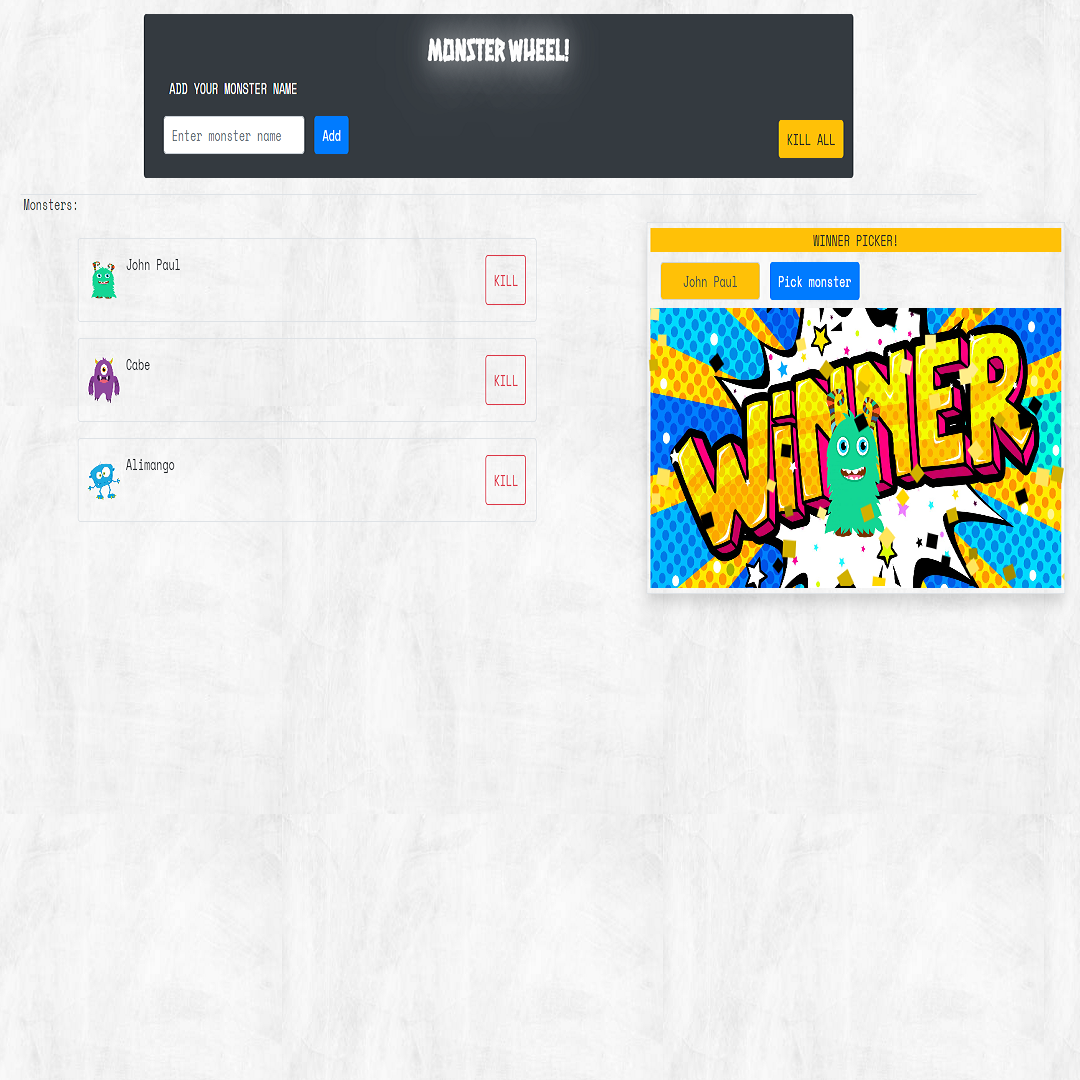 MONSTER WHEEL!
ADD YOUR MONSTER NAME
Enter monster name
Add
KILL ALL
Monsters:
John Paul
KILL
Cabe
KILL
Alimango
KILL
WINNER PICKER!
John Paul
Pick monster
WiNNER